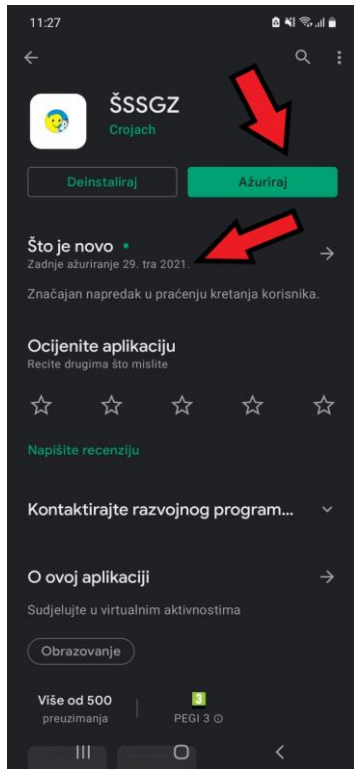 11:27
ŠSSGZ
Crojach
Deinstaliraj
Ažuriraj
Što je novo
Zadnje ažuriranje 29. tra 2021.
Značajan napredak u praćenju kretanja korisnika.
Ocijenite aplikaciju
Recite drugima što mislite
Napišite recenziju
Kontaktirajte razvojnog program...
O ovoj aplikaciji
Sudjelujte u virtualnim aktivnostima
Obrazovanje
Više od 500
preuzimanja
3
PEGI 3